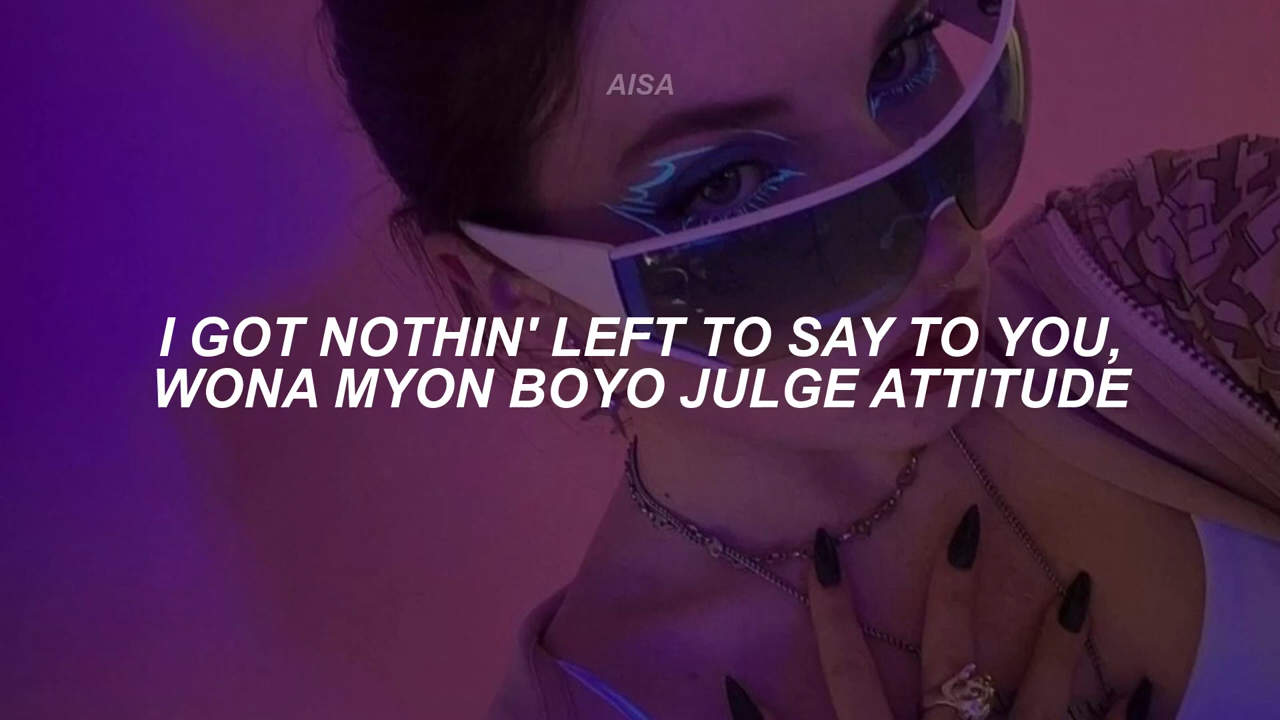 AISA
I GOT NOTHIN' LEFT TO SAY TO YOU,
WONA MYON BOYO JULGE ATTITUDE